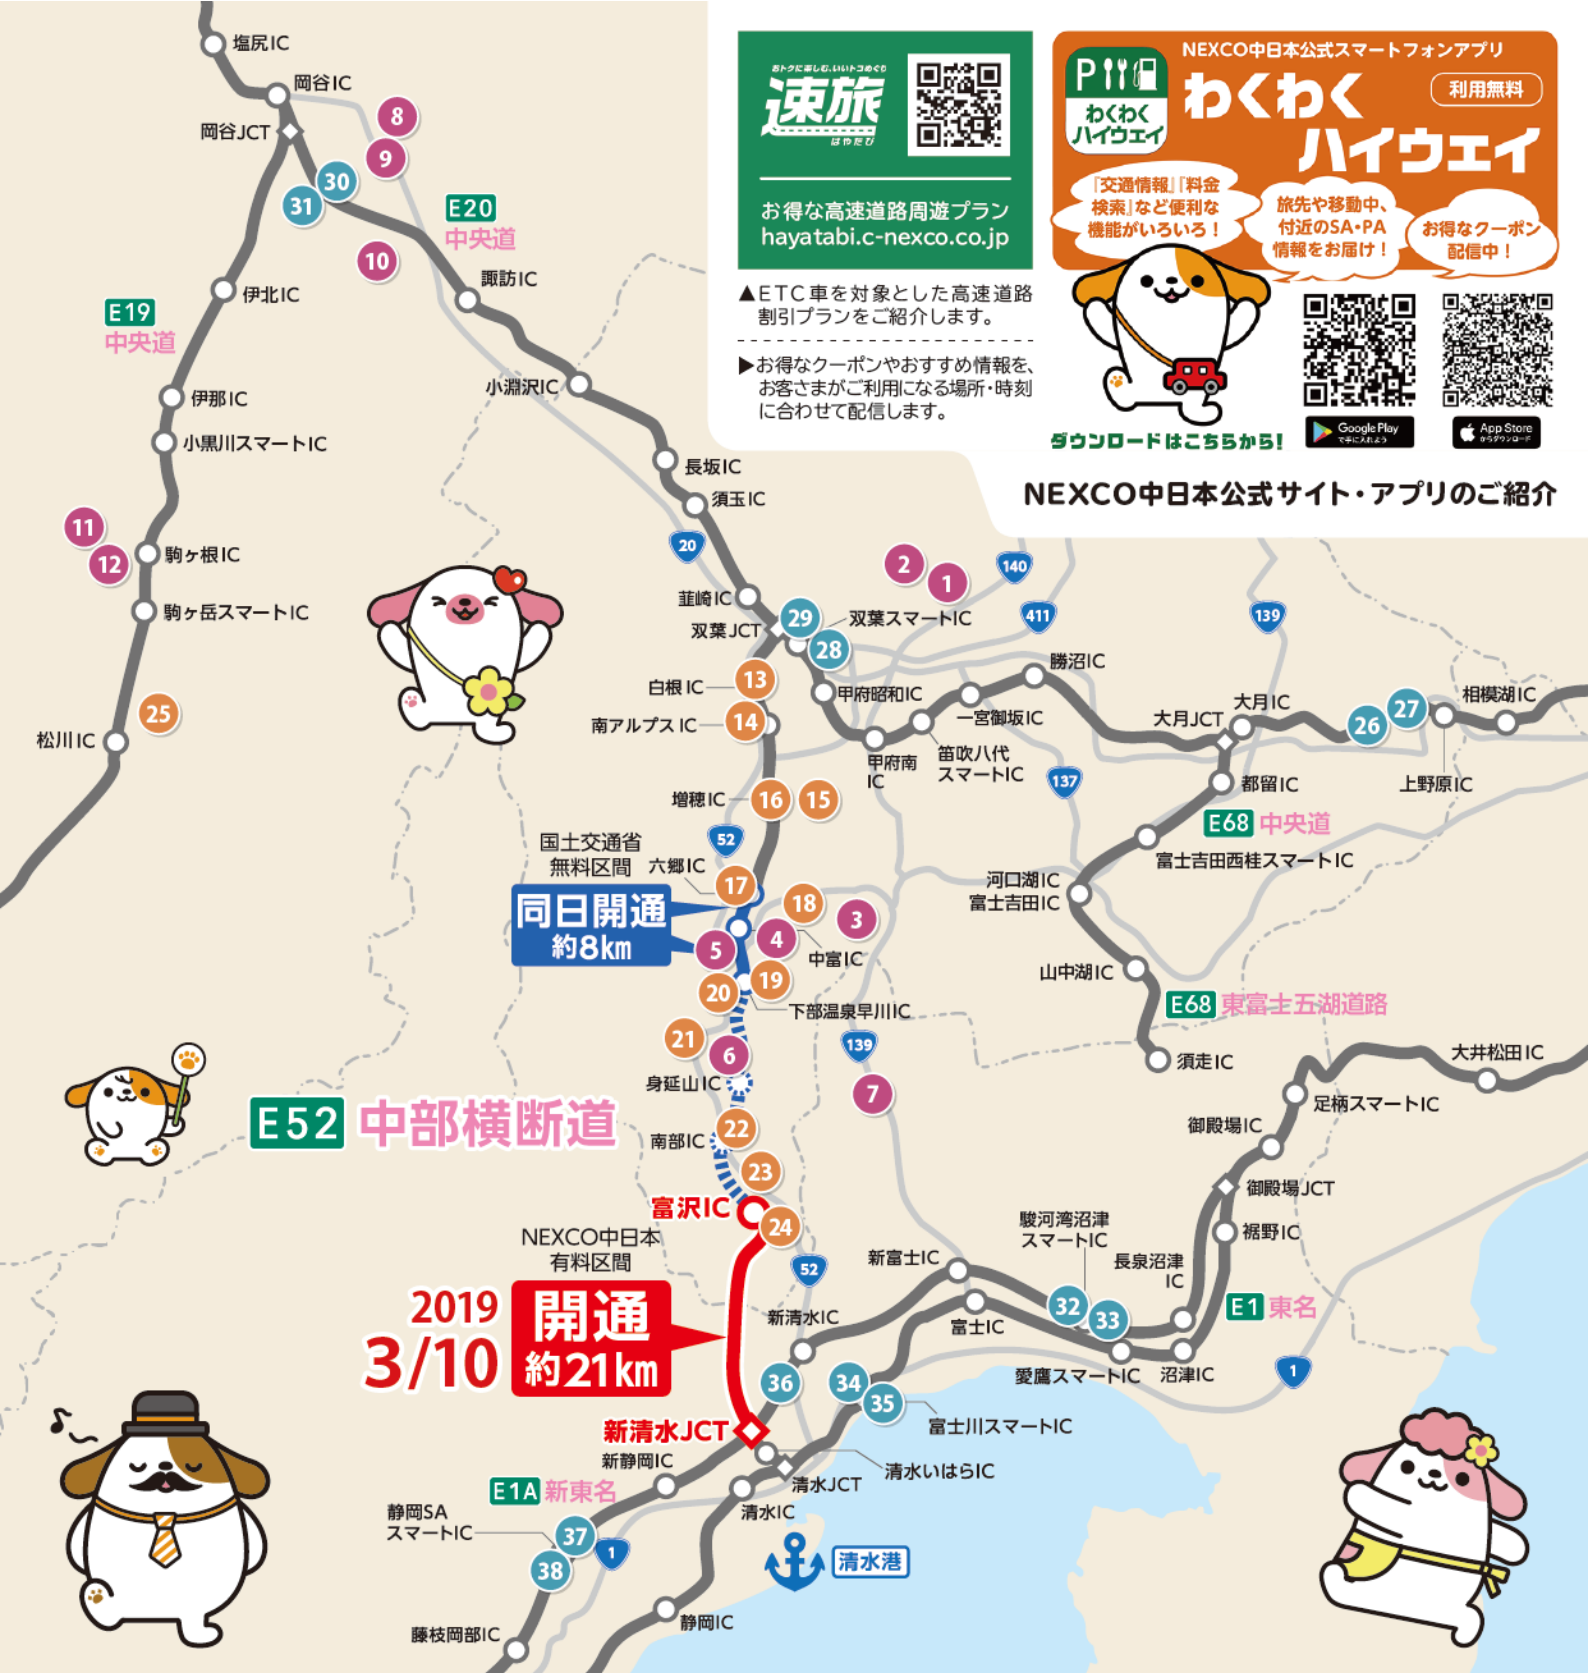 塩尻IC
岡谷IC
岡谷JCT
8
9
30
31
E20
中央道
10
諏訪IC
伊北IC
E19
中央道
小淵沢IC
伊那IC
小黒川スマートIC
長坂IC
須玉IC
11
12
駒ヶ根IC
駒ヶ岳スマートIC
25
松川IC
おトクに楽しむ、いいトコめぐり
速旅
はやたび
お得な高速道路周遊プラン
hayatabi.c-nexco.co.jp
▲ETC車を対象とした高速道路
割引プランをご紹介します。
▶お得なクーポンやおすすめ情報を、
お客さまがご利用になる場所・時刻
に合わせて配信します。
NEXCO中日本公式スマートフォンアプリ
P
わくわく
ハイウェイ
わくわく
ハイウェイ
利用無料
『交通情報』『料金
検索』など便利な
機能がいろいろ!
旅先や移動中、
付近のSA・PA
情報をお届け!
お得なクーポン
配信中!
ダウンロードはこちらから!
Google Play
で手に入れよう
App Store
からダウンロード
NEXCO中日本公式サイト・アプリのご紹介
20
2
1
140
411
139
韮崎IC
双葉JCT
29
双葉スマートIC
28
白根IC
13
甲府昭和IC
勝沼IC
南アルプスIC
14
一宮御坂IC
甲府南
IC
笛吹八代
スマートIC
大月JCT
大月IC
26
27
相模湖IC
上野原IC
137
都留IC
E68
中央道
富士吉田西桂スマートIC
増穂IC
16
15
52
国土交通省
無料区間
六郷IC
17
同日開通
約8km
18
3
4
5
中富IC
河口湖IC
富士吉田IC
山中湖IC
E68
東富士五湖道路
須走IC
20
19
下部温泉早川IC
21
6
139
身延山IC
7
E52
中部横断道
南部IC
22
23
富沢IC
24
NEXCO中日本
有料区間
2019
3/10
開通
約21km
52
大井松田IC
足柄スマートIC
御殿場IC
御殿場JCT
裾野IC
駿河湾沼津
スマートIC
長泉沼津
IC
新富士IC
32
33
E1
東名
富士IC
新清水IC
愛鷹スマートIC
沼津IC
1
36
34
35
富士川スマートIC
新清水JCT
新静岡IC
清水いはらIC
清水JCT
E1A
新東名
清水IC
静岡SA
スマートIC
37
1
38
清水港
静岡IC
藤枝岡部IC